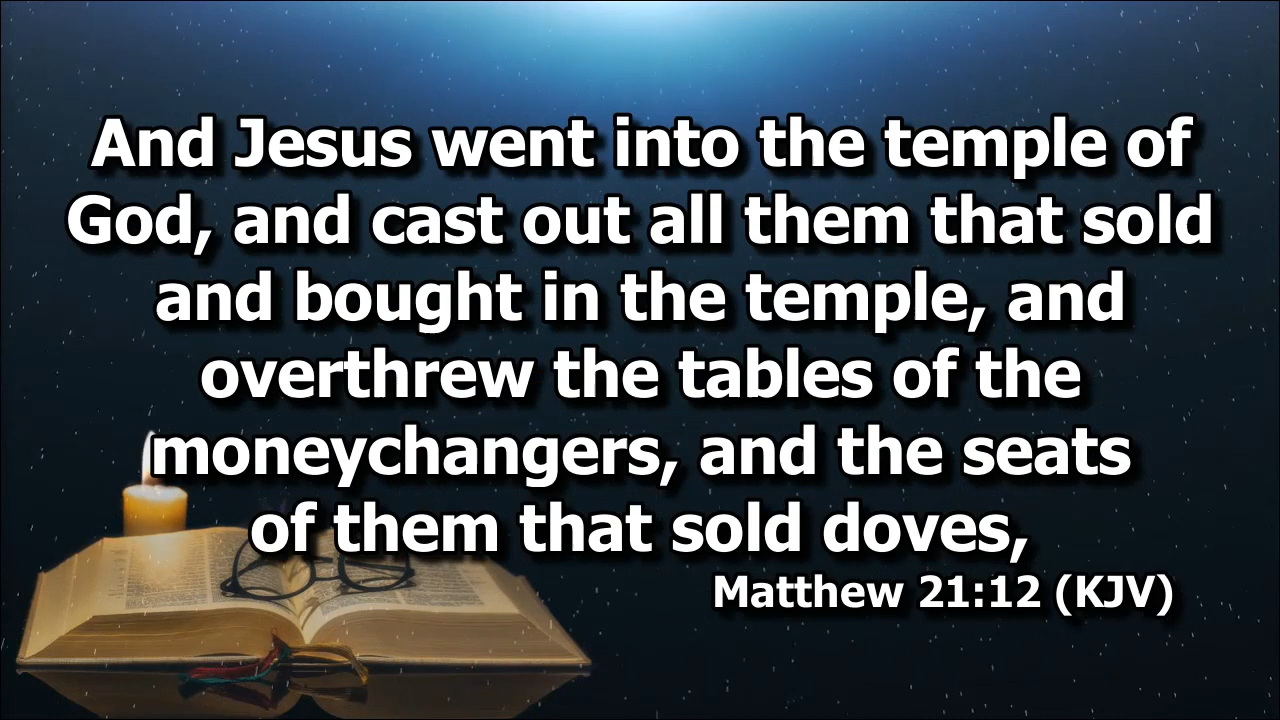 And Jesus went into the temple of
God, and cast out all them that sold
and bought in the temple, and
overthrew the tables of the
moneychangers, and the seats
of them that sold doves,
Matthew 21:12 (KJV)